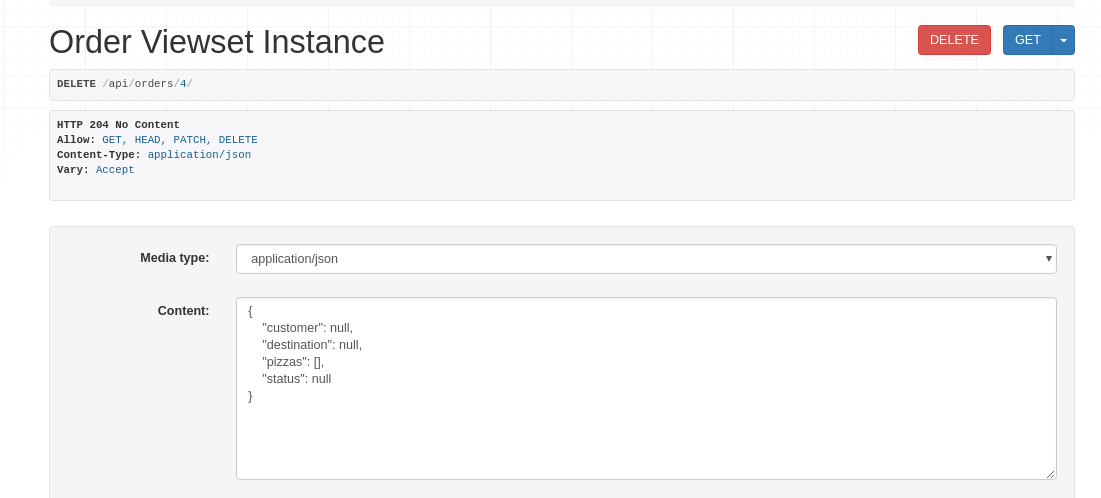 Order Viewset Instance
DELETE
GET
DELETE /api/orders/4/
HTTP 204 No Content
Allow: GET, HEAD, PATCH, DELETE
Content-Type: application/json
Vary: Accept
Media type:
application/json
Content:
{
"customer": null,
"destination": null,
"pizzas": [],
"status": null
}